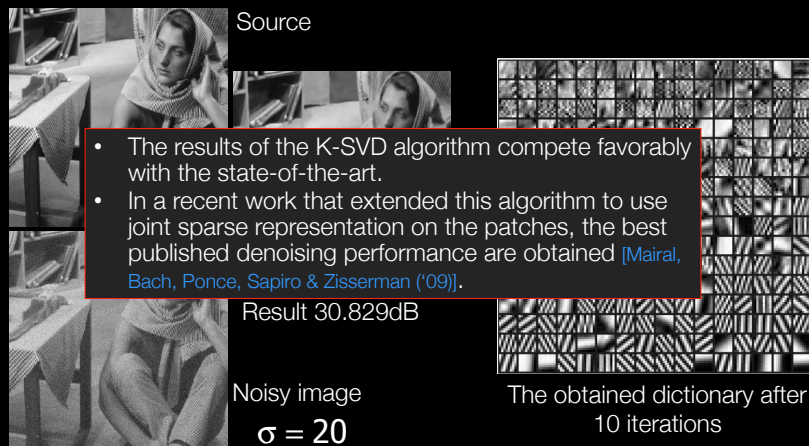 Source
• The results of the K-SVD algorithm compete favorably
with the state-of-the-art.
• In a recent work that extended this algorithm to use
joint sparse representation on the patches, the best
published denoising performance are obtained [Mairal,
Bach, Ponce, Sapiro & Zisserman (‘09)].
Result 30.829dB
Noisy image
σ = 20
The obtained dictionary after
10 iterations